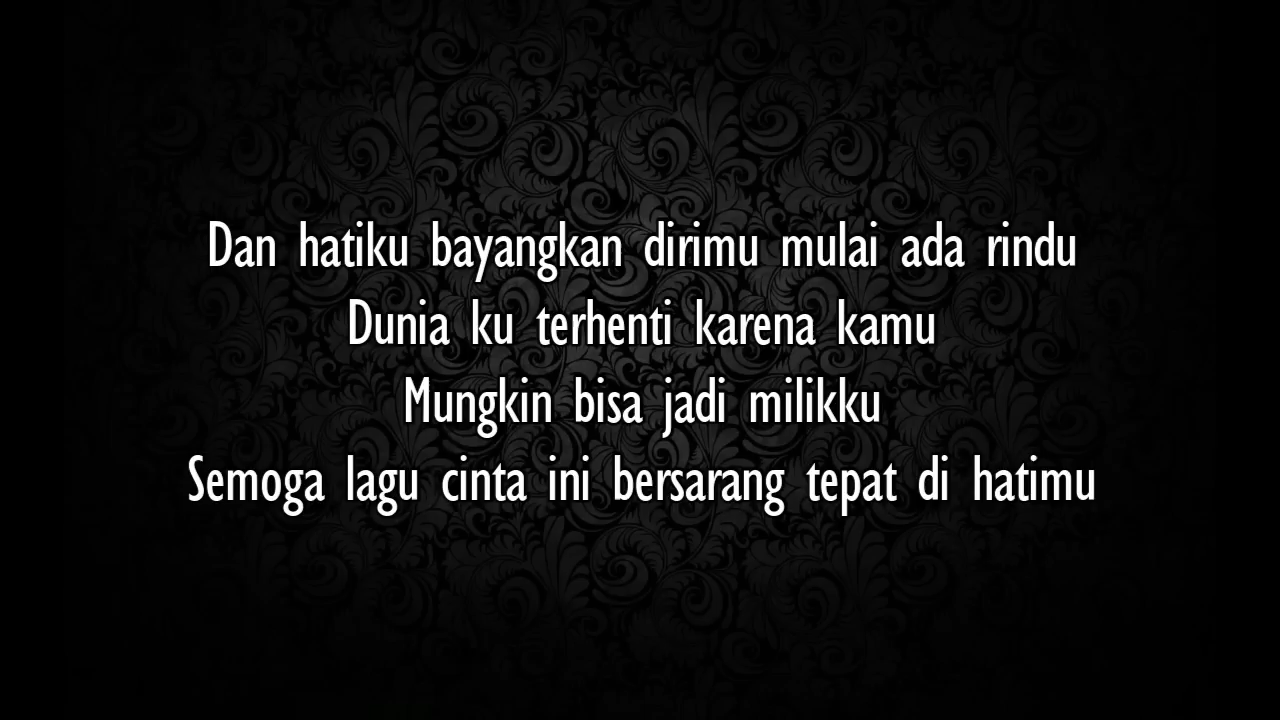 Dan hatiku bayangkan dirimu mulai ada rindu
Dunia ku terhenti karena kamu
Mungkin bisa jadi milikku
Semoga lagu cinta ini bersarang tepat di hatimu